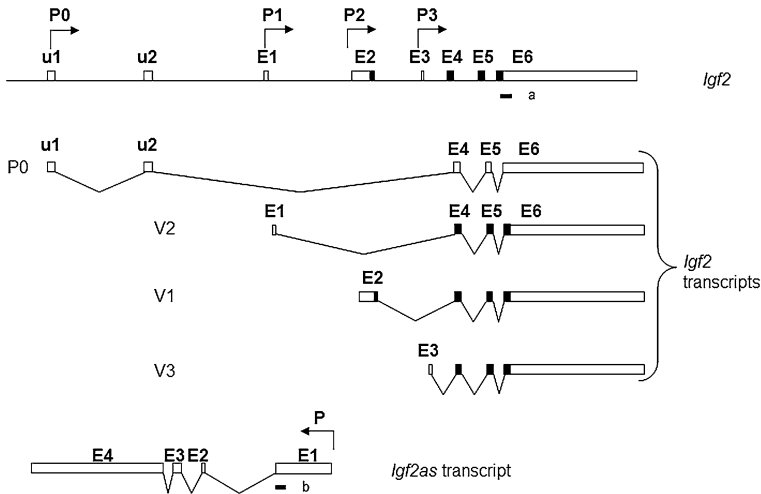 P0 P1 P2 P3
u1 u2 E1 E2 E3 E4 E5 E6
Igf2
a
u1 u2 E4 E5 E6
P0
E1 E4 E5 E6
V2
Igf2
transcripts
E2
V1
E3
V3
P
E4 E3 E2 E1
Igf2as transcript
b